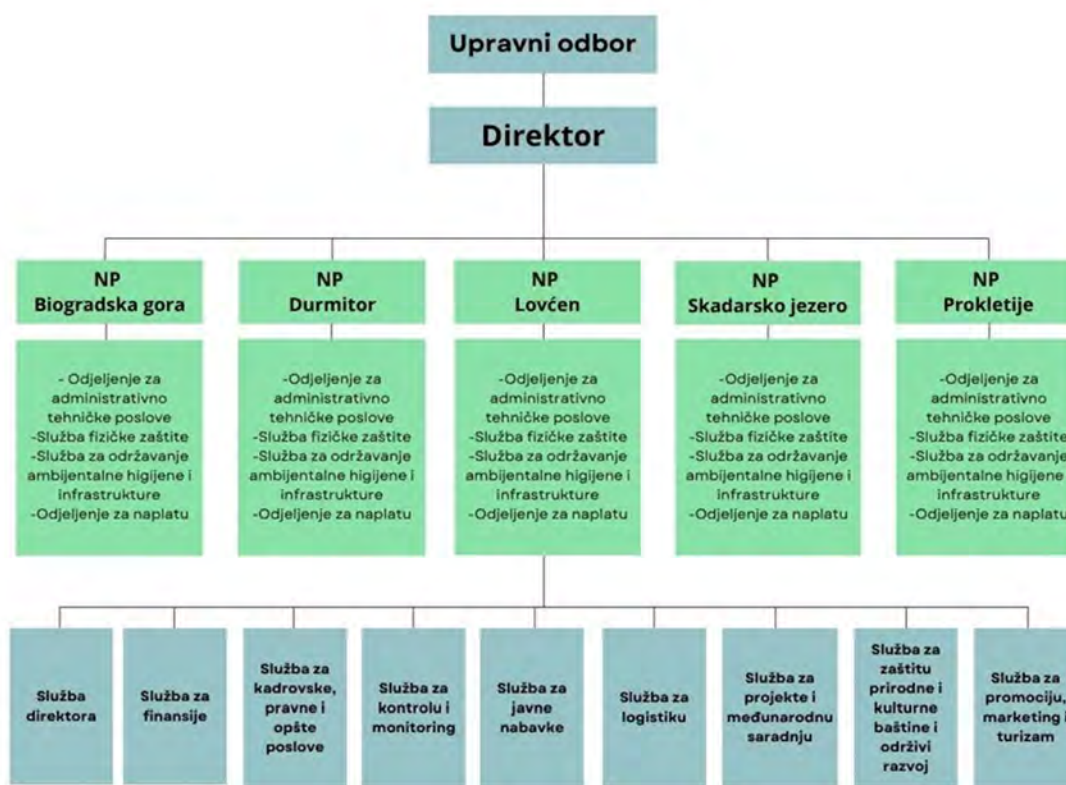 Upravni odbor
Direktor
NP
Biogradska gora
NP
Durmitor
NP
Lovćen
NP
Skadarsko jezero
NP
Prokletije
- Odjeljenje za
administrativno
tehničke poslove
-Služba fizičke zaštite
-Služba za održavanje
ambijentalne higijene i
infrastrukture
-Odjeljenje za naplatu
-Odjeljenje za
administrativno
tehničke poslove
-Služba fizičke zaštite
-Služba za održavanje
ambijentalne higijene i
infrastrukture
-Odjeljenje za naplatu
-Odjeljenje za
administrativno
tehničke poslove
-Služba fizičke zaštite
-Služba za održavanje
ambijentalne higijene i
infrastrukture
-Odjeljenje za naplatu
-Odjeljenje za
administrativno
tehničke poslove
-Služba fizičke zaštite
-Služba za održavanje
ambijentalne higijene i
infrastrukture
-Odjeljenje za naplatu
-Odjeljenje za
administrativno
tehničke poslove
-Služba fizičke zaštite
-Služba za održavanje
ambijentalne higijene i
infrastrukture
-Odjeljenje za naplatu
Služba
direktora
Služba za
finansije
Služba za
kadrovske,
pravne i
opšte
poslove
Služba za
kontrolu i
monitoring
Služba za
javne
nabavke
Služba za
logistiku
Služba za
projekte i
međunarodnu
saradnju
Služba za
zaštitu
prirodne i
kulturne
baštine i
održivi
razvoj
Služba za
promociju,
marketing i
turizam